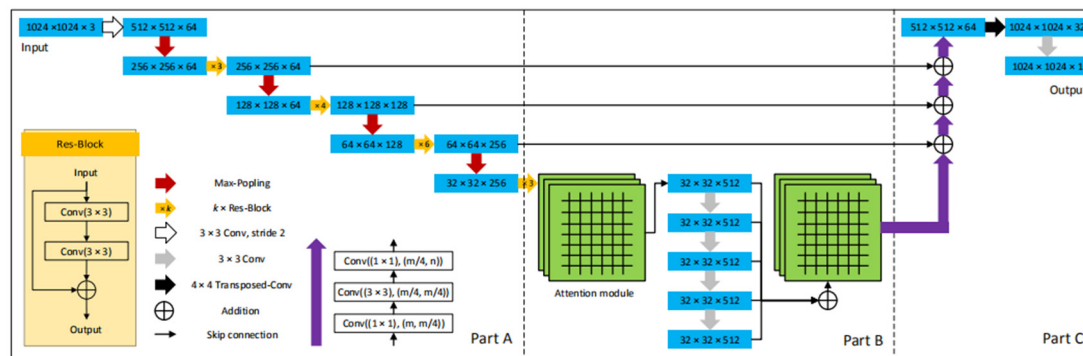 1024 ×1024 × 3
512 × 512 × 64
Input
256 × 256 × 64
× 3
256 × 256 × 64
128 × 128 × 64
× 4
128 × 128 × 128
64 × 64 × 128
× 6
64 × 64 × 256
32 × 32 × 256
× 3
Res-Block
Input
Conv(3 × 3)
Conv(3 × 3)
Output
Max-Popling
× k
k × Res-Block
3 × 3 Conv, stride 2
3 × 3 Conv
4 × 4 Transposed-Conv
Addition
Skip connection
Conv((1 × 1), (m/4, n))
Conv((3 × 3), (m/4, m/4))
Conv((1 × 1), (m, m/4))
Part A
Attention module
32 × 32 × 512
32 × 32 × 512
32 × 32 × 512
32 × 32 × 512
32 × 32 × 512
Part B
512 × 512 × 64
1024 × 1024 × 32
1024 × 1024 × 1
Output
Part C